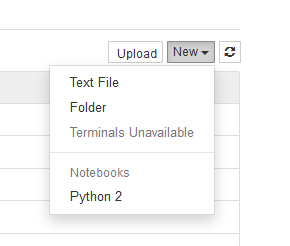 Upload New
Text File
Folder
Terminals Unavailable
Notebooks
Python 2